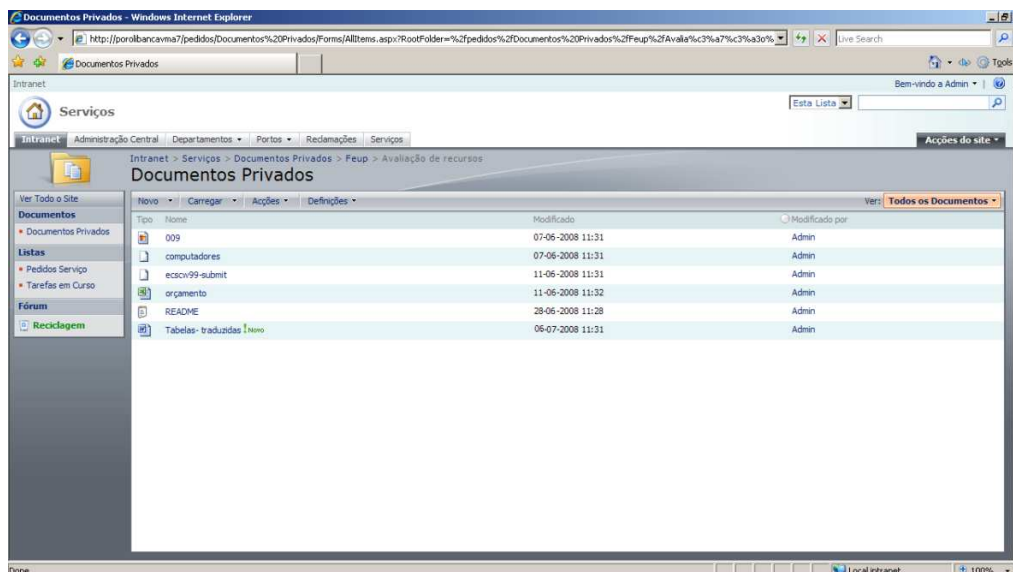 Documentos Privados - Windows Internet Explorer
http://porolibancavma7/pedidos/Documentos%20Privados/Forms/AllItems.aspx?RootFolder=%2fpedidos%2fDocumentos%20Privados%2fFeup%2fAvalia%c3%a7%c3%a3o% Live Search
Documentos Privados Tools
Intranet Bem-vindo a Admin
Serviços Esta Lista
Intranet Administração Central Departamentos Portos Reclamações Serviços Acções do site
Intranet > Serviços > Documentos Privados > Feup > Avaliação de recursos
Documentos Privados
Ver Todo o Site Novo Carregar Acções Definições Ver: Todos os Documentos
Documentos Tipo Nome Modificado Modificado por
Documentos Privados 009 07-06-2008 11:31 Admin
Listas computadores 07-06-2008 11:31 Admin
Pedidos Serviço ecscw99-submit 11-06-2008 11:31 Admin
Tarefas em Curso orçamento 11-06-2008 11:32 Admin
Fórum README 28-06-2008 11:28 Admin
Reciclagem Tabelas- traduzidas ! Novo 06-07-2008 11:31 Admin
Done Local intranet 100%